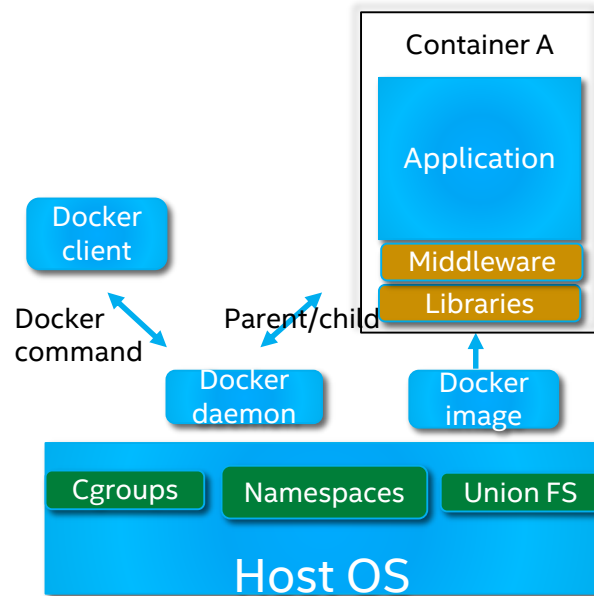 Container A
Application
Middleware
Libraries
Docker
client
Docker
command
Parent/child
Docker
daemon
Docker
image
Cgroups
Namespaces
Union FS
Host OS